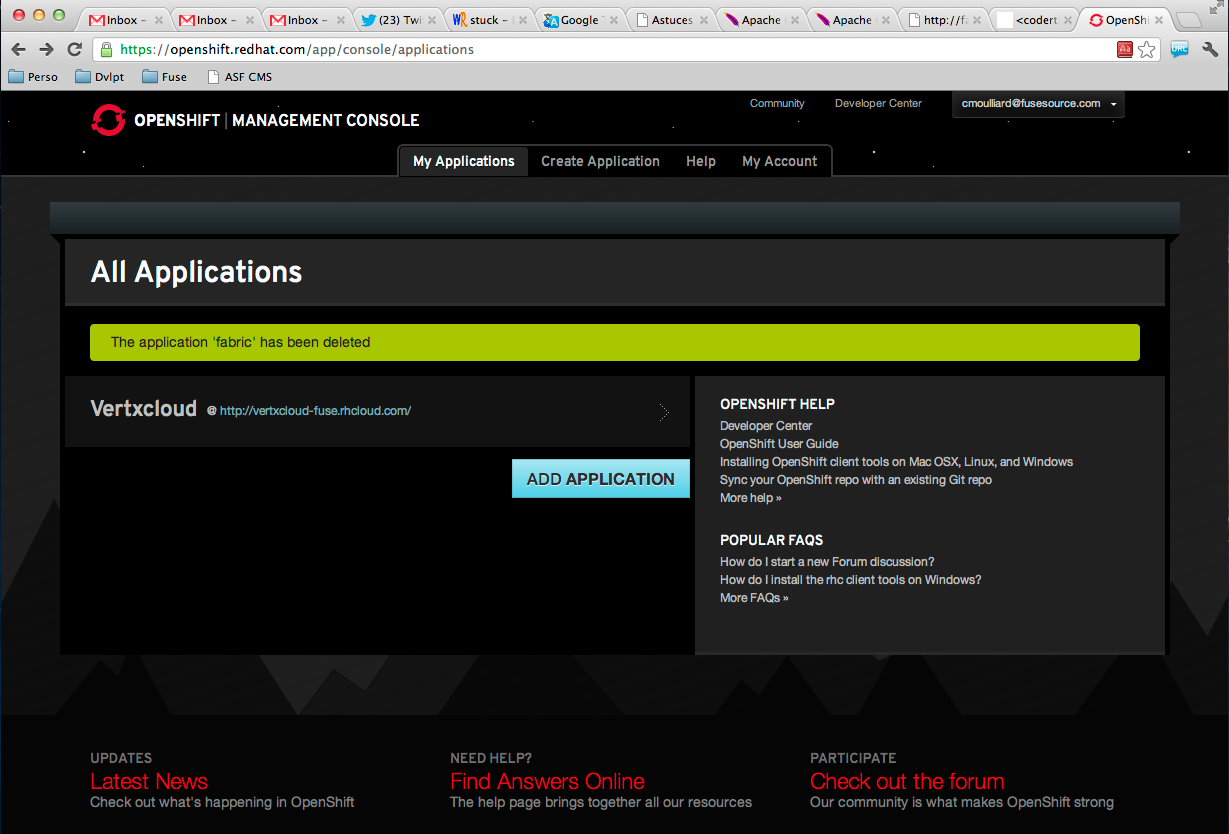 Inbox –
Inbox –
Inbox –
(23) Twi
stuck –
Google
Astuces
Apache
Apache
http://fa
<codert
OpenShi
https://openshift.redhat.com/app/console/applications
Perso
Dvlpt
Fuse
ASF CMS
Community
Developer Center
cmoulliard@fusesource.com
OPENSHIFT | MANAGEMENT CONSOLE
My Applications
Create Application
Help
My Account
All Applications
The application 'fabric' has been deleted
Vertxcloud @ http://vertxcloud-fuse.rhcloud.com/
ADD APPLICATION
OPENSHIFT HELP
Developer Center
OpenShift User Guide
Installing OpenShift client tools on Mac OSX, Linux, and Windows
Sync your OpenShift repo with an existing Git repo
More help »
POPULAR FAQS
How do I start a new Forum discussion?
How do I install the rhc client tools on Windows?
More FAQs »
UPDATES
Latest News
Check out what's happening in OpenShift
NEED HELP?
Find Answers Online
The help page brings together all our resources
PARTICIPATE
Check out the forum
Our community is what makes OpenShift strong